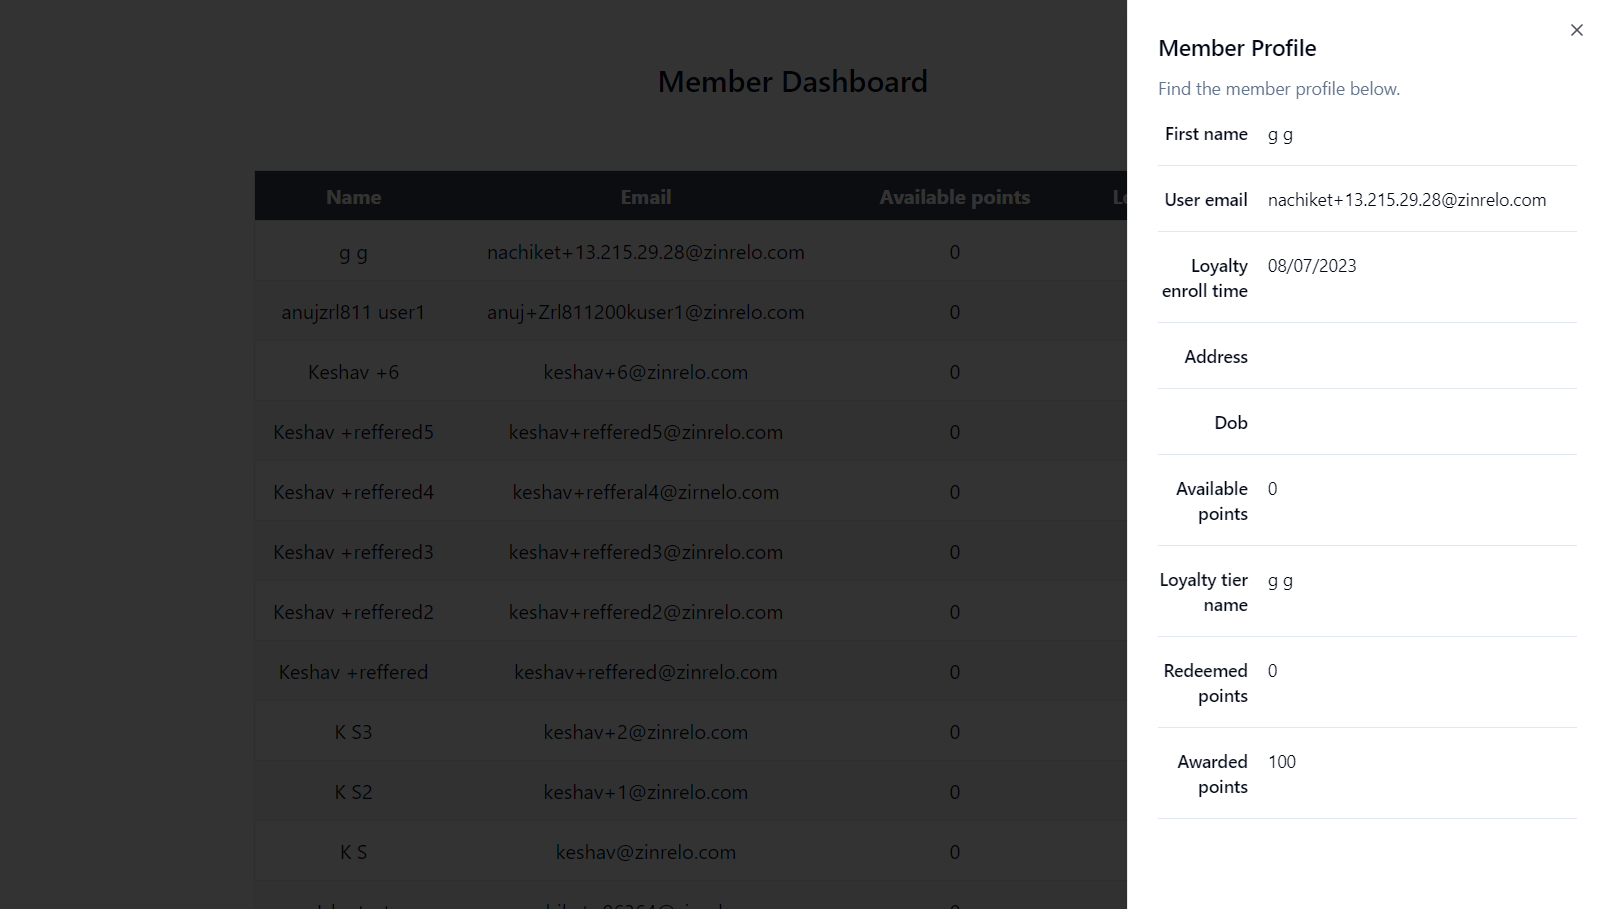 Member Dashboard
Name Email Available points
g g nachiket+13.215.29.28@zinrelo.com 0
anujzrl811 user1 anuj+Zrl811200kuser1@zinrelo.com 0
Keshav +6 keshav+6@zinrelo.com 0
Keshav +reffered5 keshav+reffered5@zinrelo.com 0
Keshav +reffered4 keshav+refferal4@zirnelo.com 0
Keshav +reffered3 keshav+reffered3@zinrelo.com 0
Keshav +reffered2 keshav+reffered2@zinrelo.com 0
Keshav +reffered keshav+reffered@zinrelo.com 0
K S3 keshav+2@zinrelo.com 0
K S2 keshav+1@zinrelo.com 0
K S keshav@zinrelo.com 0
Member Profile
Find the member profile below.
First name g g
User email nachiket+13.215.29.28@zinrelo.com
Loyalty 08/07/2023
enroll time
Address
Dob
Available 0
points
Loyalty tier g g
name
Redeemed 0
points
Awarded 100
points